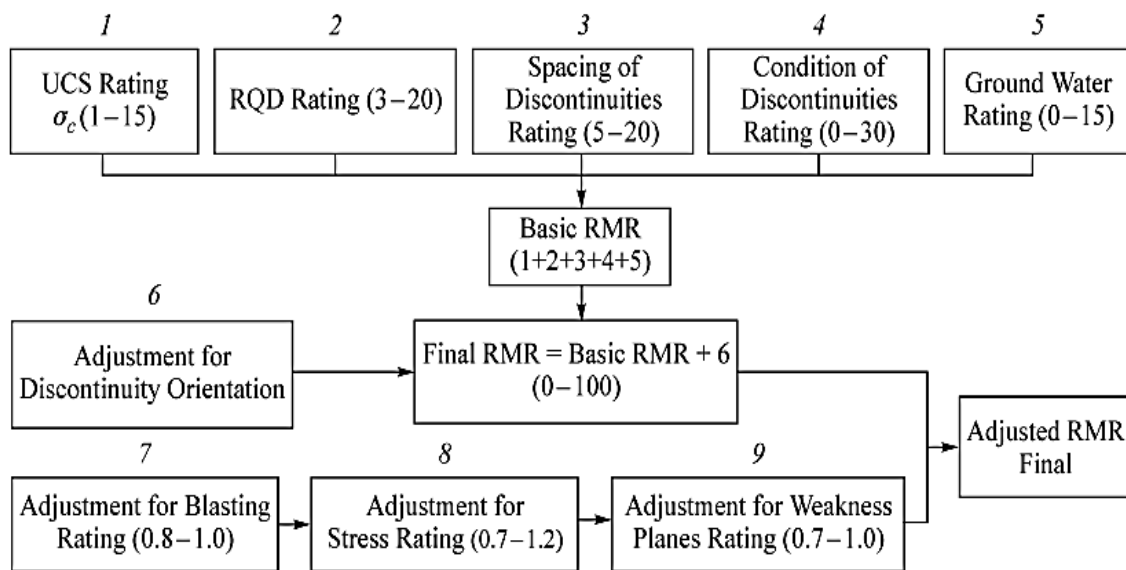 1
UCS Rating
σc (1–15)
2
RQD Rating (3–20)
3
Spacing of
Discontinuities
Rating (5–20)
4
Condition of
Discontinuities
Rating (0–30)
5
Ground Water
Rating (0–15)
Basic RMR
(1+2+3+4+5)
6
Adjustment for
Discontinuity Orientation
Final RMR = Basic RMR + 6
(0–100)
7
Adjustment for Blasting
Rating (0.8–1.0)
8
Adjustment for
Stress Rating (0.7–1.2)
9
Adjustment for Weakness
Planes Rating (0.7–1.0)
Adjusted RMR
Final